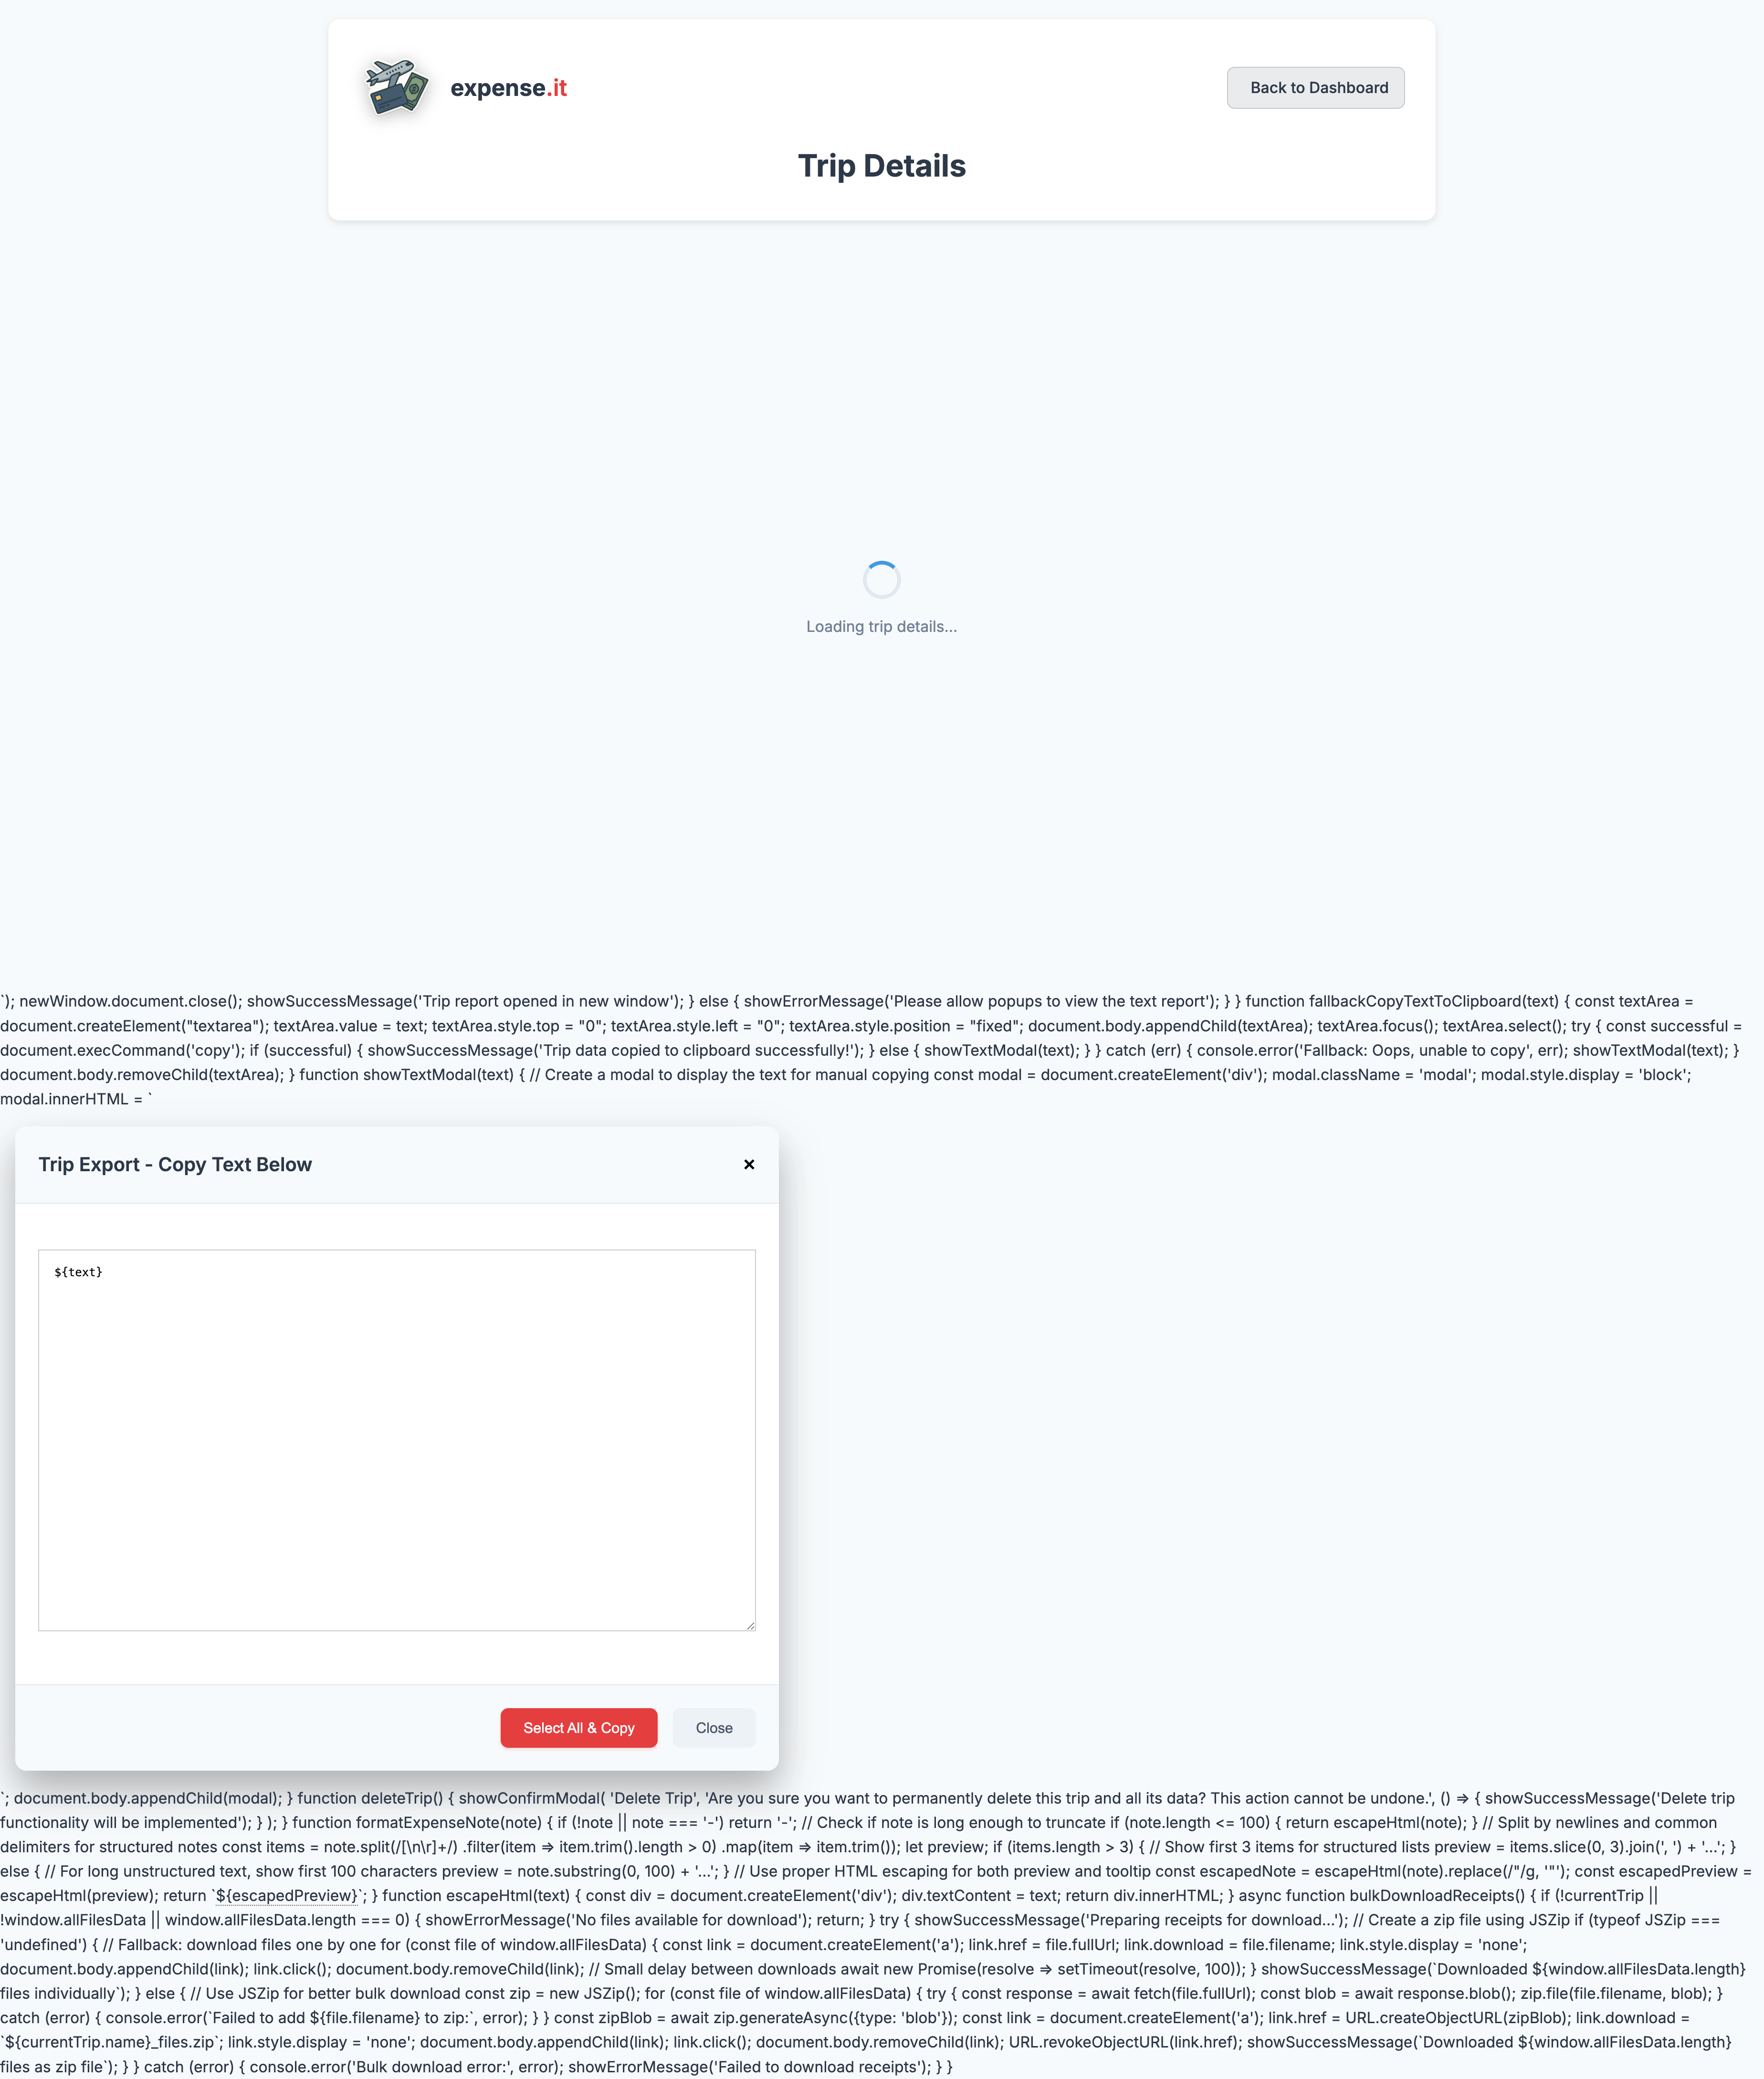 expense.it
Back to Dashboard
Trip Details
Loading trip details...
`); newWindow.document.close(); showSuccessMessage('Trip report opened in new window'); } else { showErrorMessage('Please allow popups to view the text report'); } } function fallbackCopyTextToClipboard(text) { const textArea =
document.createElement("textarea"); textArea.value = text; textArea.style.top = "0"; textArea.style.left = "0"; textArea.style.position = "fixed"; document.body.appendChild(textArea); textArea.focus(); textArea.select(); try { const successful =
document.execCommand('copy'); if (successful) { showSuccessMessage('Trip data copied to clipboard successfully!'); } else { showTextModal(text); } } catch (err) { console.error('Fallback: Oops, unable to copy', err); showTextModal(text); }
document.body.removeChild(textArea); } function showTextModal(text) { // Create a modal to display the text for manual copying const modal = document.createElement('div'); modal.className = 'modal'; modal.style.display = 'block';
modal.innerHTML = `
Trip Export - Copy Text Below
×
${text}
Select All & Copy
Close
`; document.body.appendChild(modal); } function deleteTrip() { showConfirmModal( 'Delete Trip', 'Are you sure you want to permanently delete this trip and all its data? This action cannot be undone.', () => { showSuccessMessage('Delete trip
functionality will be implemented'); } ); } function formatExpenseNote(note) { if (!note || note === '-') return '-'; // Check if note is long enough to truncate if (note.length <= 100) { return escapeHtml(note); } // Split by newlines and common
delimiters for structured notes const items = note.split(/[\n\r]+/) .filter(item => item.trim().length > 0) .map(item => item.trim()); let preview; if (items.length > 3) { // Show first 3 items for structured lists preview = items.slice(0, 3).join(', ') + '...'; }
else { // For long unstructured text, show first 100 characters preview = note.substring(0, 100) + '...'; } // Use proper HTML escaping for both preview and tooltip const escapedNote = escapeHtml(note).replace(/"/g, '"'); const escapedPreview =
escapeHtml(preview); return `${escapedPreview}`; } function escapeHtml(text) { const div = document.createElement('div'); div.textContent = text; return div.innerHTML; } async function bulkDownloadReceipts() { if (!currentTrip ||
!window.allFilesData || window.allFilesData.length === 0) { showErrorMessage('No files available for download'); return; } try { showSuccessMessage('Preparing receipts for download...'); // Create a zip file using JSZip if (typeof JSZip ===
'undefined') { // Fallback: download files one by one for (const file of window.allFilesData) { const link = document.createElement('a'); link.href = file.fullUrl; link.download = file.filename; link.style.display = 'none';
document.body.appendChild(link); link.click(); document.body.removeChild(link); // Small delay between downloads await new Promise(resolve => setTimeout(resolve, 100)); } showSuccessMessage(`Downloaded ${window.allFilesData.length}
files individually`); } else { // Use JSZip for better bulk download const zip = new JSZip(); for (const file of window.allFilesData) { try { const response = await fetch(file.fullUrl); const blob = await response.blob(); zip.file(file.filename, blob); }
catch (error) { console.error(`Failed to add ${file.filename} to zip:`, error); } } const zipBlob = await zip.generateAsync({type: 'blob'}); const link = document.createElement('a'); link.href = URL.createObjectURL(zipBlob); link.download =
`${currentTrip.name}_files.zip`; link.style.display = 'none'; document.body.appendChild(link); link.click(); document.body.removeChild(link); URL.revokeObjectURL(link.href); showSuccessMessage(`Downloaded ${window.allFilesData.length}
files as zip file`); } } catch (error) { console.error('Bulk download error:', error); showErrorMessage('Failed to download receipts'); } }